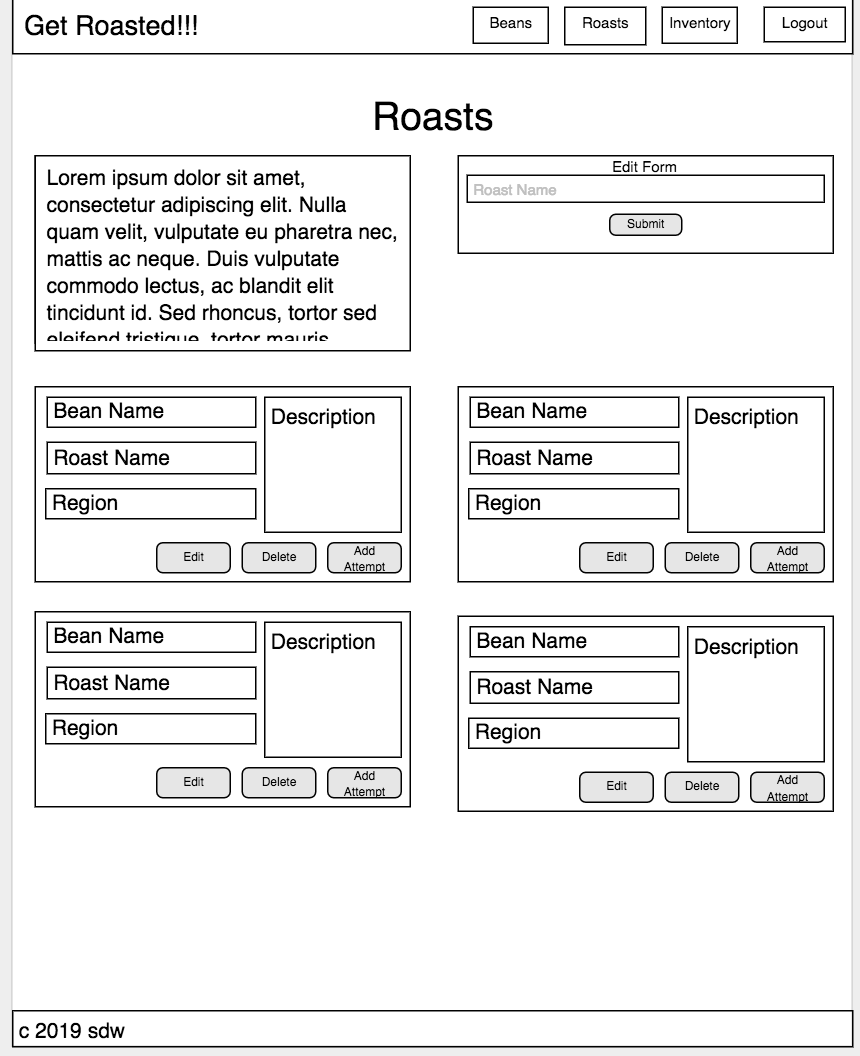 Get Roasted!!!
Beans
Roasts
Inventory
Logout
Roasts
Lorem ipsum dolor sit amet,
consectetur adipiscing elit. Nulla
quam velit, vulputate eu pharetra nec,
mattis ac neque. Duis vulputate
commodo lectus, ac blandit elit
tincidunt id. Sed rhoncus, tortor sed
eleifend tristique, tortor mauris
Edit Form
Roast Name
Submit
Bean Name
Roast Name
Region
Description
Edit
Delete
Add
Attempt
Bean Name
Roast Name
Region
Description
Edit
Delete
Add
Attempt
Bean Name
Roast Name
Region
Description
Edit
Delete
Add
Attempt
Bean Name
Roast Name
Region
Description
Edit
Delete
Add
Attempt
c 2019 sdw